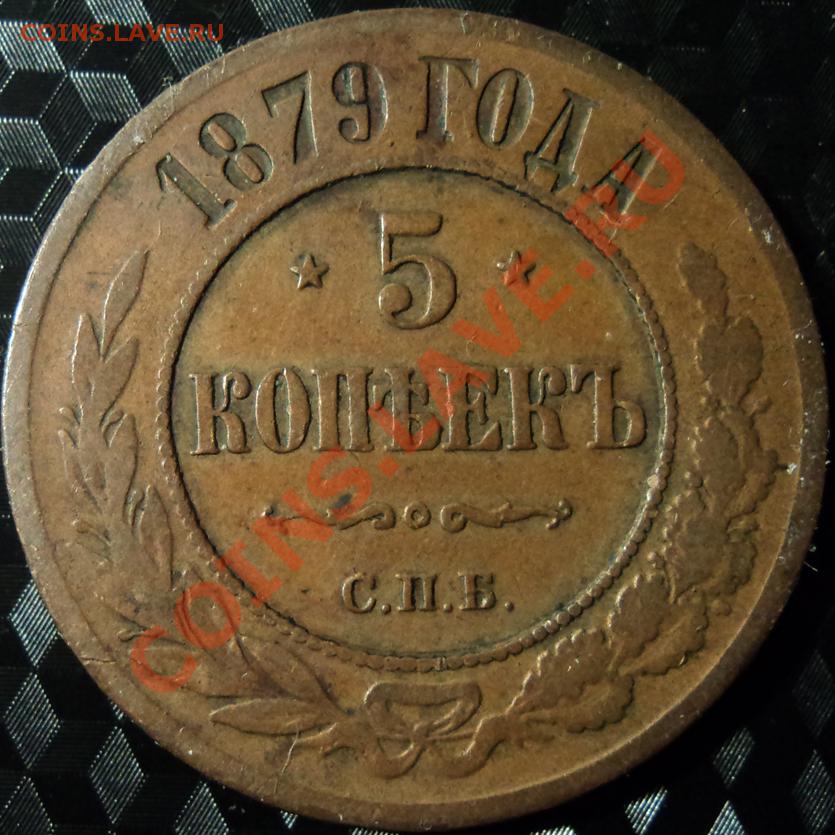 COINS.LAVE.RU
1879 ГОДА
5
КОПѢЕКЪ
С.П.Б.
COINS.LAVE.RU